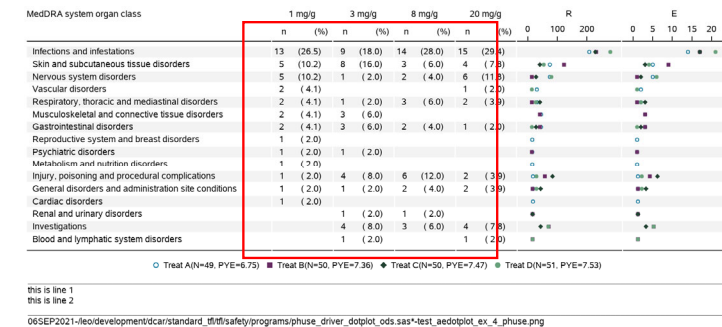 MedDRA system organ class 1 mg/g 3 mg/g 8 mg/g 20 mg/g R E
n (%) n (%) n (%) n (%) 0 100 200 0 5 10 15 20
Infections and infestations 13 (26.5) 9 (18.0) 14 (28.0) 15 (29.4)
Skin and subcutaneous tissue disorders 5 (10.2) 8 (16.0) 3 (6.0) 4 (7.8)
Nervous system disorders 5 (10.2) 1 (2.0) 2 (4.0) 6 (11.8)
Vascular disorders 2 (4.1) 1 (2.0)
Respiratory, thoracic and mediastinal disorders 2 (4.1) 1 (2.0) 3 (6.0) 2 (3.9)
Musculoskeletal and connective tissue disorders 2 (4.1) 3 (6.0)
Gastrointestinal disorders 2 (4.1) 3 (6.0) 2 (4.0) 1 (2.0)
Reproductive system and breast disorders 1 (2.0)
Psychiatric disorders 1 (2.0) 1 (2.0)
Metabolism and nutrition disorders 1 (2.0)
Injury, poisoning and procedural complications 1 (2.0) 4 (8.0) 6 (12.0) 2 (3.9)
General disorders and administration site conditions 1 (2.0) 1 (2.0) 2 (4.0) 2 (3.9)
Cardiac disorders 1 (2.0)
Renal and urinary disorders 1 (2.0) 1 (2.0)
Investigations 4 (8.0) 3 (6.0) 4 (7.8)
Blood and lymphatic system disorders 1 (2.0) 1 (2.0)
Treat A(N=49, PYE=6.75) Treat B(N=50, PYE=7.36) Treat C(N=50, PYE=7.47) Treat D(N=51, PYE=7.53)
this is line 1
this is line 2
06SEP2021-/leo/development/dcar/standard_tfl/tfl/safety/programs/phuse_driver_dotplot_ods.sas*-test_aedotplot_ex_4_phuse.png